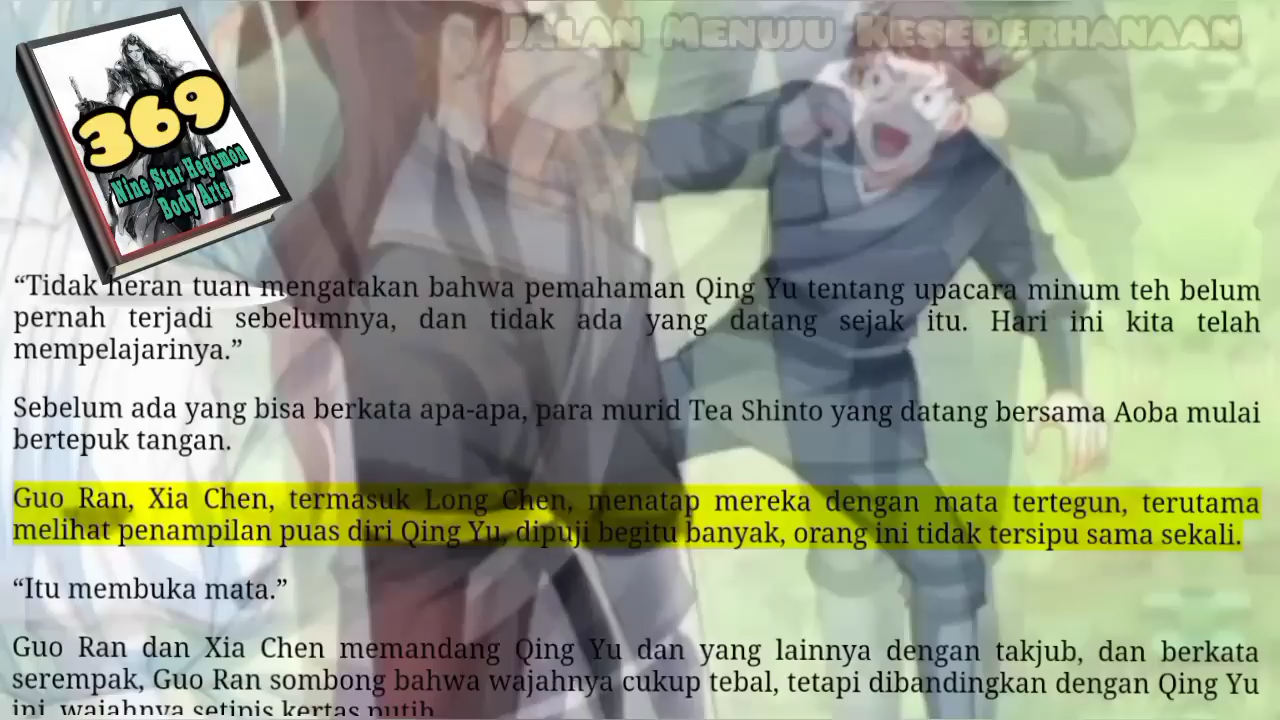 Jalan Menuju Kesederhanaan
369
Nine Star Hegemon
Body Arts
“Tidak heran tuan mengatakan bahwa pemahaman Qing Yu tentang upacara minum teh belum
pernah terjadi sebelumnya, dan tidak ada yang datang sejak itu. Hari ini kita telah
mempelajarinya.”
Sebelum ada yang bisa berkata apa-apa, para murid Tea Shinto yang datang bersama Aoba mulai
bertepuk tangan.
Guo Ran, Xia Chen, termasuk Long Chen, menatap mereka dengan mata tertegun, terutama
melihat penampilan puas diri Qing Yu, dipuji begitu banyak, orang ini tidak tersipu sama sekali.
“Itu membuka mata.”
Guo Ran dan Xia Chen memandang Qing Yu dan yang lainnya dengan takjub, dan berkata
serempak, Guo Ran sombong bahwa wajahnya cukup tebal, tetapi dibandingkan dengan Qing Yu
ini, wajahnya setipis kertas putih